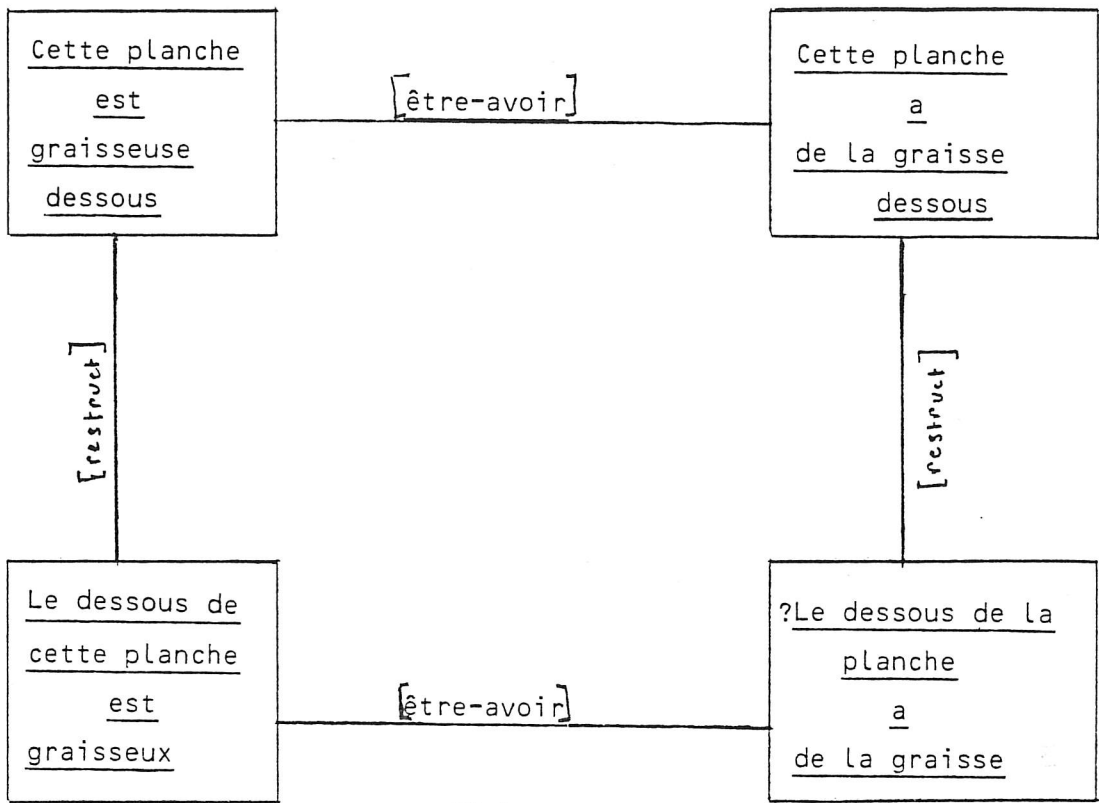 Cette planche
est
graisseuse
dessous
[être-avoir]
Cette planche
a
de la graisse
dessous
[restruct]
[restruct]
Le dessous de
cette planche
est
graisseux
[être-avoir]
?Le dessous de la
planche
a
de la graisse